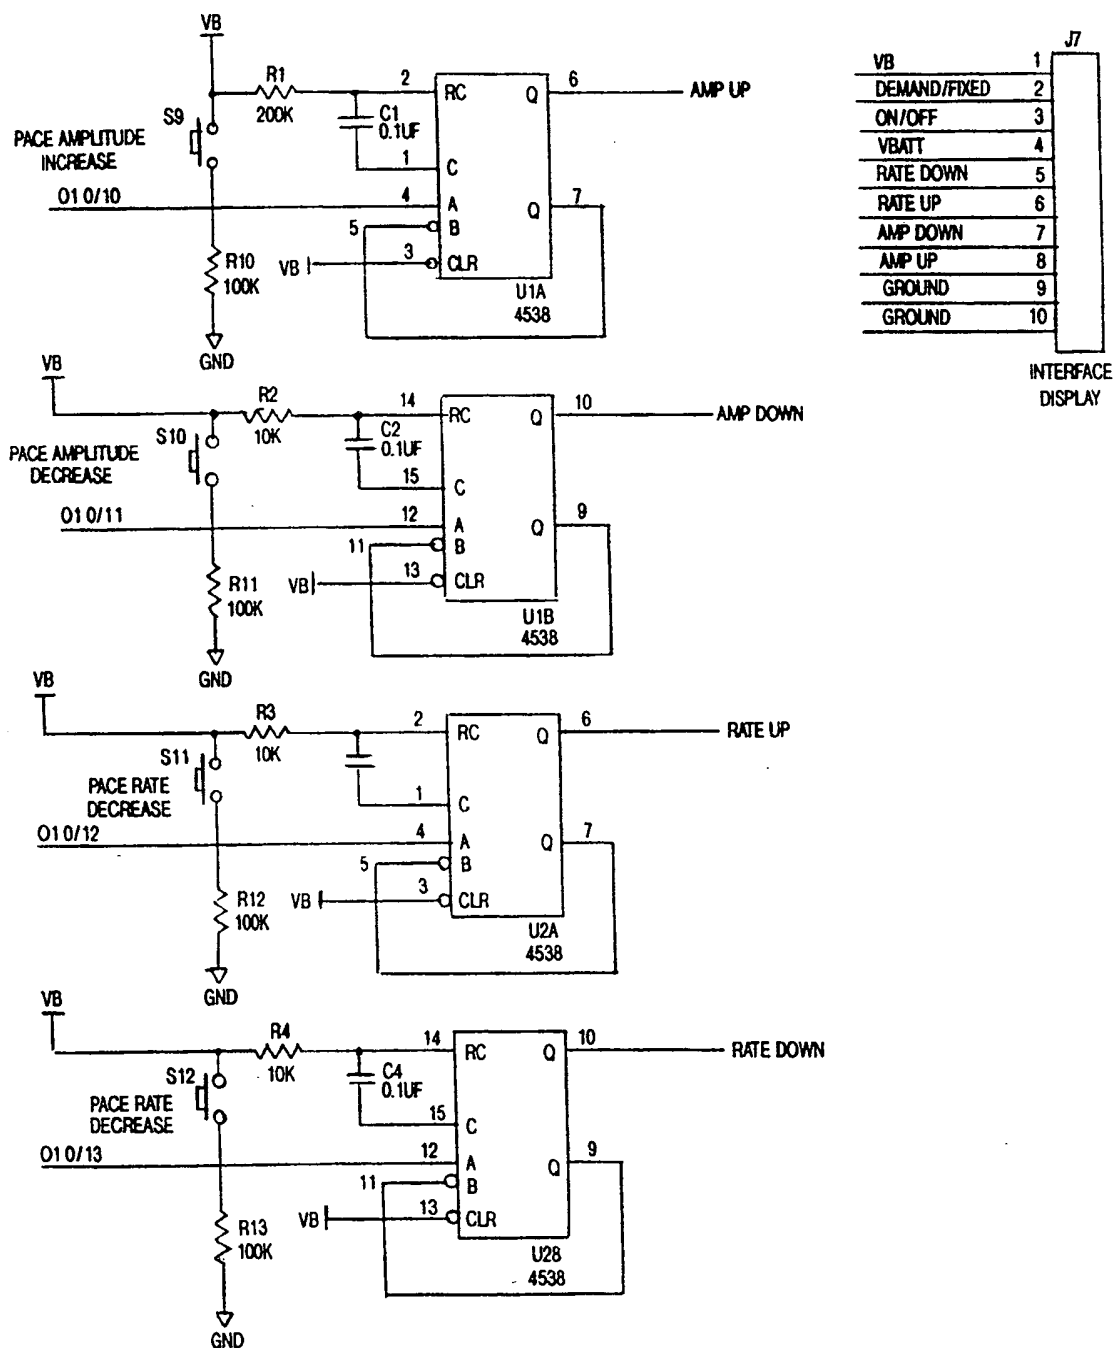 VB
R1
200K
2
RC
Q
6
AMP UP
S9
C1
0.1UF
PACE AMPLITUDE
INCREASE
1
C
O1 0/10
4
A
Q
7
5
B
VB
3
CLR
R10
100K
U1A
4538
GND
J7
VB 1
DEMAND/FIXED 2
ON/OFF 3
VBATT 4
RATE DOWN 5
RATE UP 6
AMP DOWN 7
AMP UP 8
GROUND 9
GROUND 10
INTERFACE
DISPLAY
VB
R2
10K
14
RC
Q
10
AMP DOWN
S10
C2
0.1UF
PACE AMPLITUDE
DECREASE
15
C
O1 0/11
12
A
Q
9
11
B
VB
13
CLR
R11
100K
U1B
4538
GND
VB
R3
10K
2
RC
Q
6
RATE UP
S11
PACE RATE
DECREASE
1
C
O1 0/12
4
A
Q
7
5
B
VB
3
CLR
R12
100K
U2A
4538
GND
VB
R4
10K
14
RC
Q
10
RATE DOWN
S12
C4
0.1UF
PACE RATE
DECREASE
15
C
O1 0/13
12
A
Q
9
11
B
VB
13
CLR
R13
100K
U28
4538
GND